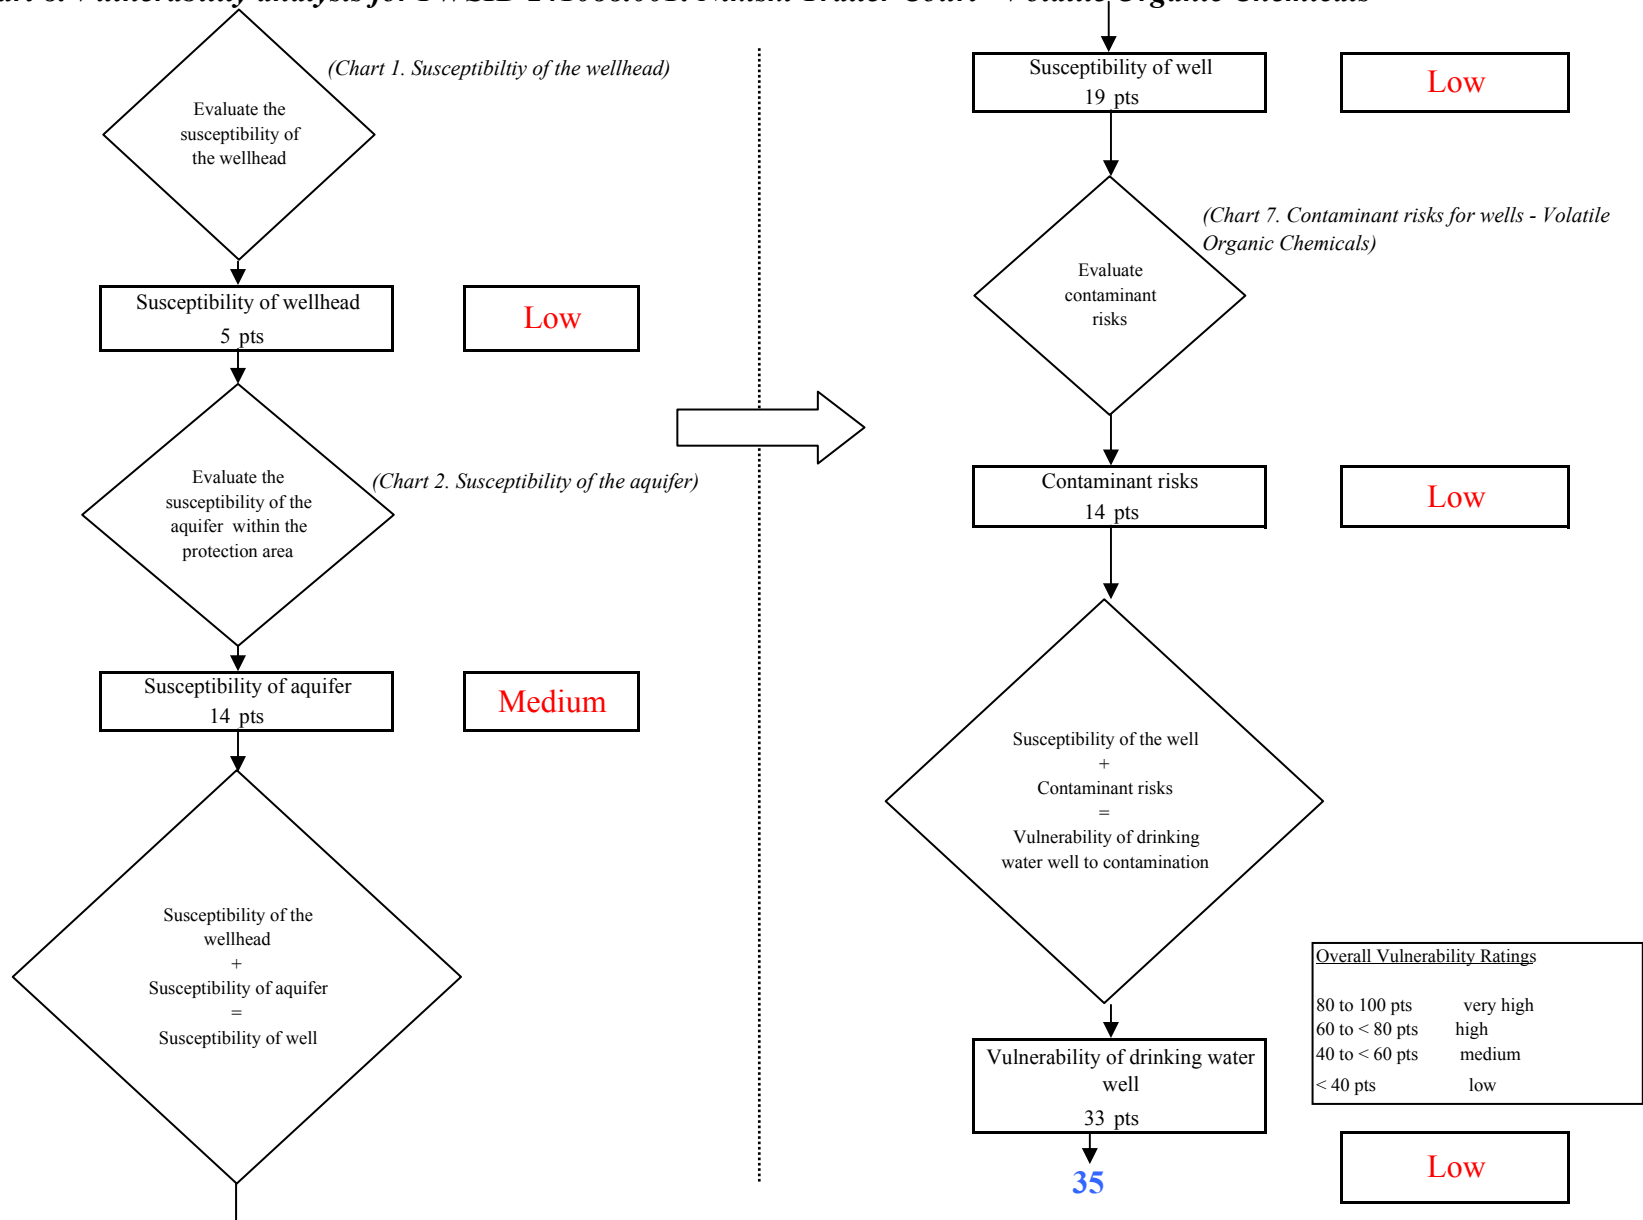 Evaluate the
susceptibility of
the wellhead
(Chart 1. Susceptibiltiy of the wellhead)
Susceptibility of wellhead
5 pts
Low
Evaluate the
susceptibility of the
aquifer within the
protection area
(Chart 2. Susceptibility of the aquifer)
Susceptibility of aquifer
14 pts
Medium
Susceptibility of the
wellhead
+
Susceptibility of aquifer
=
Susceptibility of well
Susceptibility of well
19 pts
Low
(Chart 7. Contaminant risks for wells - Volatile
Organic Chemicals)
Evaluate
contaminant
risks
Contaminant risks
14 pts
Low
Susceptibility of the well
+
Contaminant risks
=
Vulnerability of drinking
water well to contamination
Overall Vulnerability Ratings
80 to 100 pts very high
60 to < 80 pts high
40 to < 60 pts medium
< 40 pts low
Vulnerability of drinking water
well
33 pts
35
Low